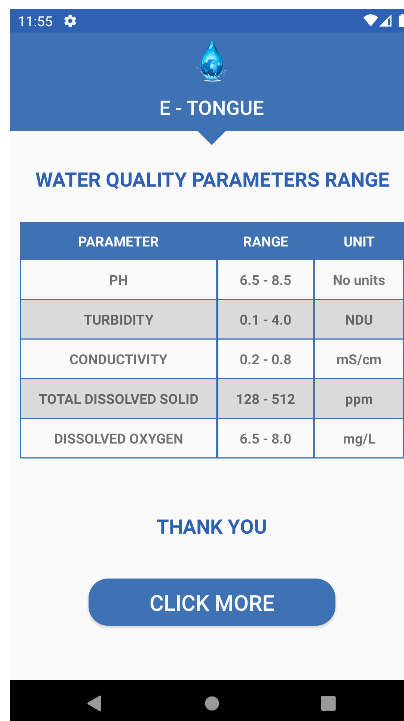 11:55
E - TONGUE
WATER QUALITY PARAMETERS RANGE
PARAMETER RANGE UNIT
PH 6.5 - 8.5 No units
TURBIDITY 0.1 - 4.0 NDU
CONDUCTIVITY 0.2 - 0.8 mS/cm
TOTAL DISSOLVED SOLID 128 - 512 ppm
DISSOLVED OXYGEN 6.5 - 8.0 mg/L
THANK YOU
CLICK MORE